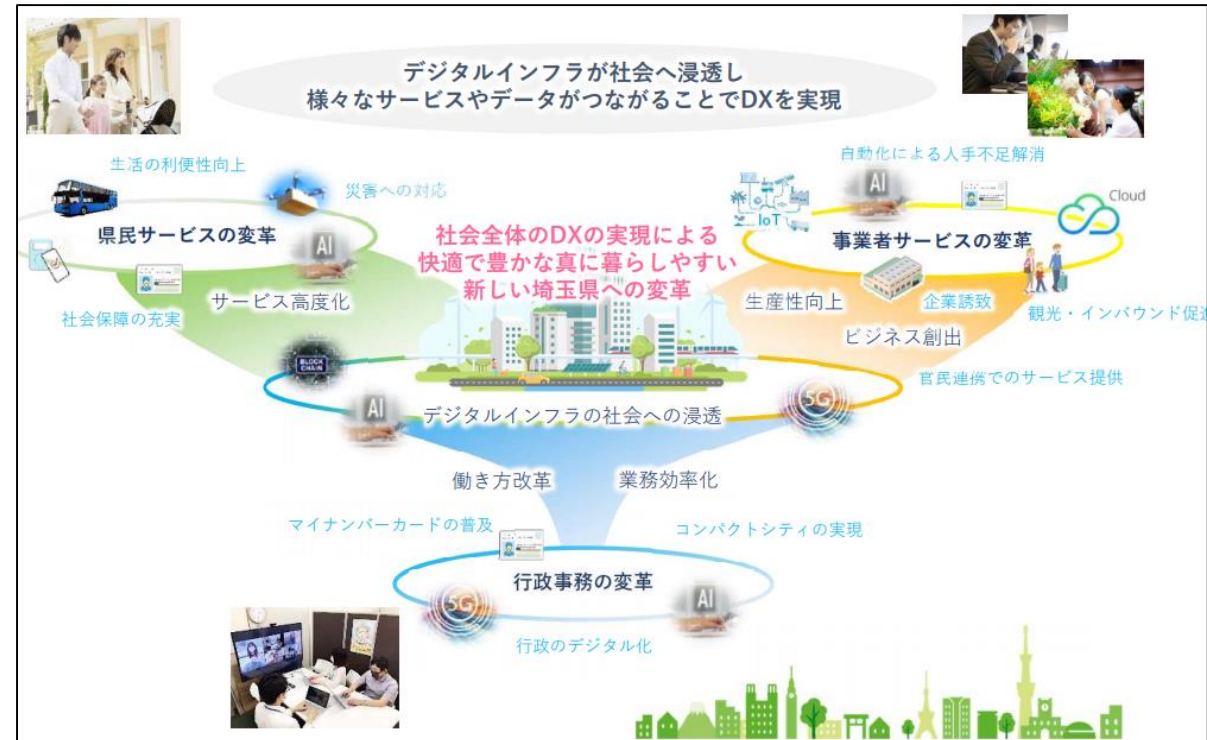 デジタルインフラが社会へ浸透し
様々なサービスやデータがつながることでDXを実現
生活の利便性向上
災害への対応
県民サービスの変革
AI
サービス高度化
社会保障の充実
社会全体のDXの実現による
快適で豊かな真に暮らしやすい
新しい埼玉県への変革
自動化による人手不足解消
AI
IoT
Cloud
事業者サービスの変革
生産性向上
企業誘致
観光・インバウンド促進
ビジネス創出
官民連携でのサービス提供
BLOCK
CHAIN
AI
5G
デジタルインフラの社会への浸透
働き方改革
業務効率化
マイナンバーカードの普及
コンパクトシティの実現
行政事務の変革
5G
AI
行政のデジタル化